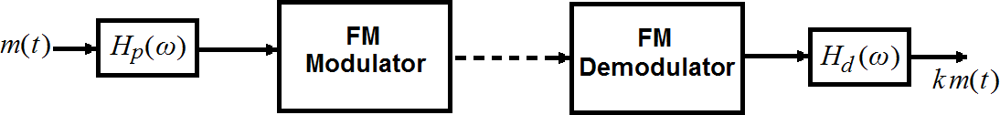 m(t)
H_p(ω)
FM
Modulator
FM
Demodulator
H_d(ω)
k m(t)